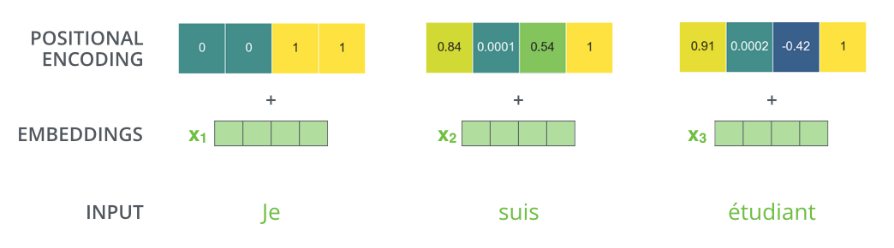 POSITIONAL
ENCODING
0 0 1 1
0.84 0.0001 0.54 1
0.91 0.0002 -0.42 1
+ + +
EMBEDDINGS
x1 x2 x3
INPUT Je suis étudiant